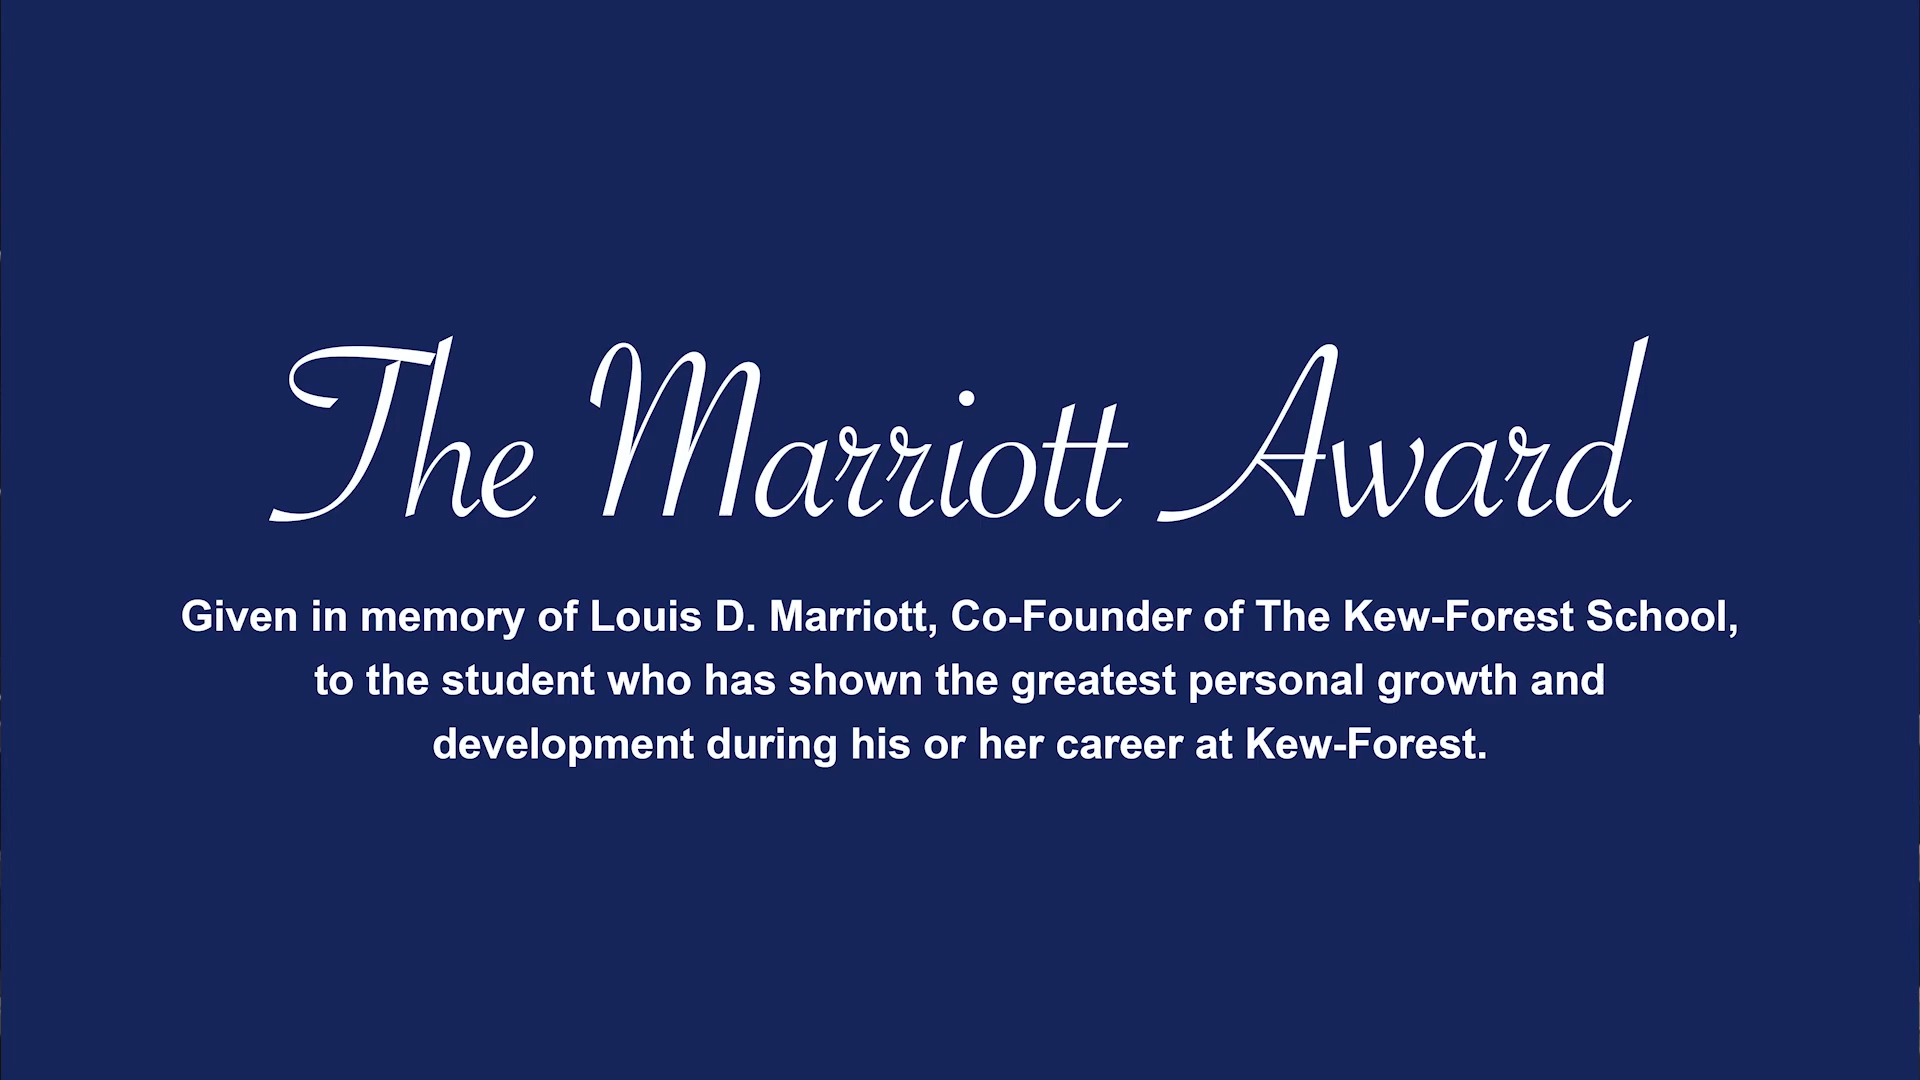 The Marriott Award
Given in memory of Louis D. Marriott, Co-Founder of The Kew-Forest School,
to the student who has shown the greatest personal growth and
development during his or her career at Kew-Forest.